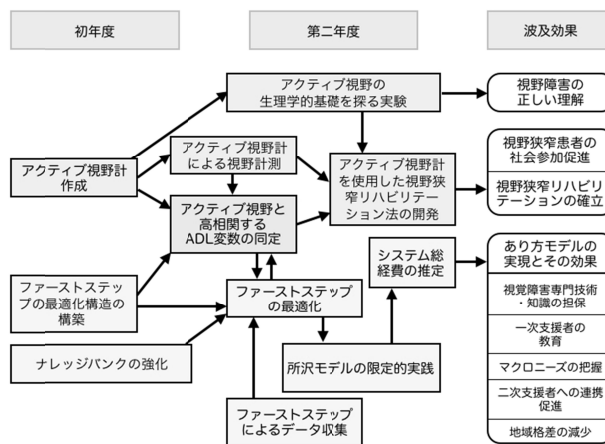 初年度
第二年度
波及効果
アクティブ視野の
生理学的基礎を探る実験
視野障害の
正しい理解
アクティブ視野計
による視野計測
アクティブ視野計
作成
アクティブ視野計
を使用した視野狭
窄リハビリテ
ーション法の開発
視野狭窄患者の
社会参加促進
視野狭窄リハビリ
テーションの確立
アクティブ視野と
高相関する
ADL変数の同定
システム総
経費の推定
あり方モデルの
実現とその効果
ファーストステッ
プの最適化構造の
構築
ファーストステップ
の最適化
視覚障害専門技術
・知識の担保
一次支援者の
教育
ナレッジバンクの強化
所沢モデルの限定的実践
マクロニーズの把握
二次支援者への連携
促進
ファーストステップ
によるデータ収集
地域格差の減少